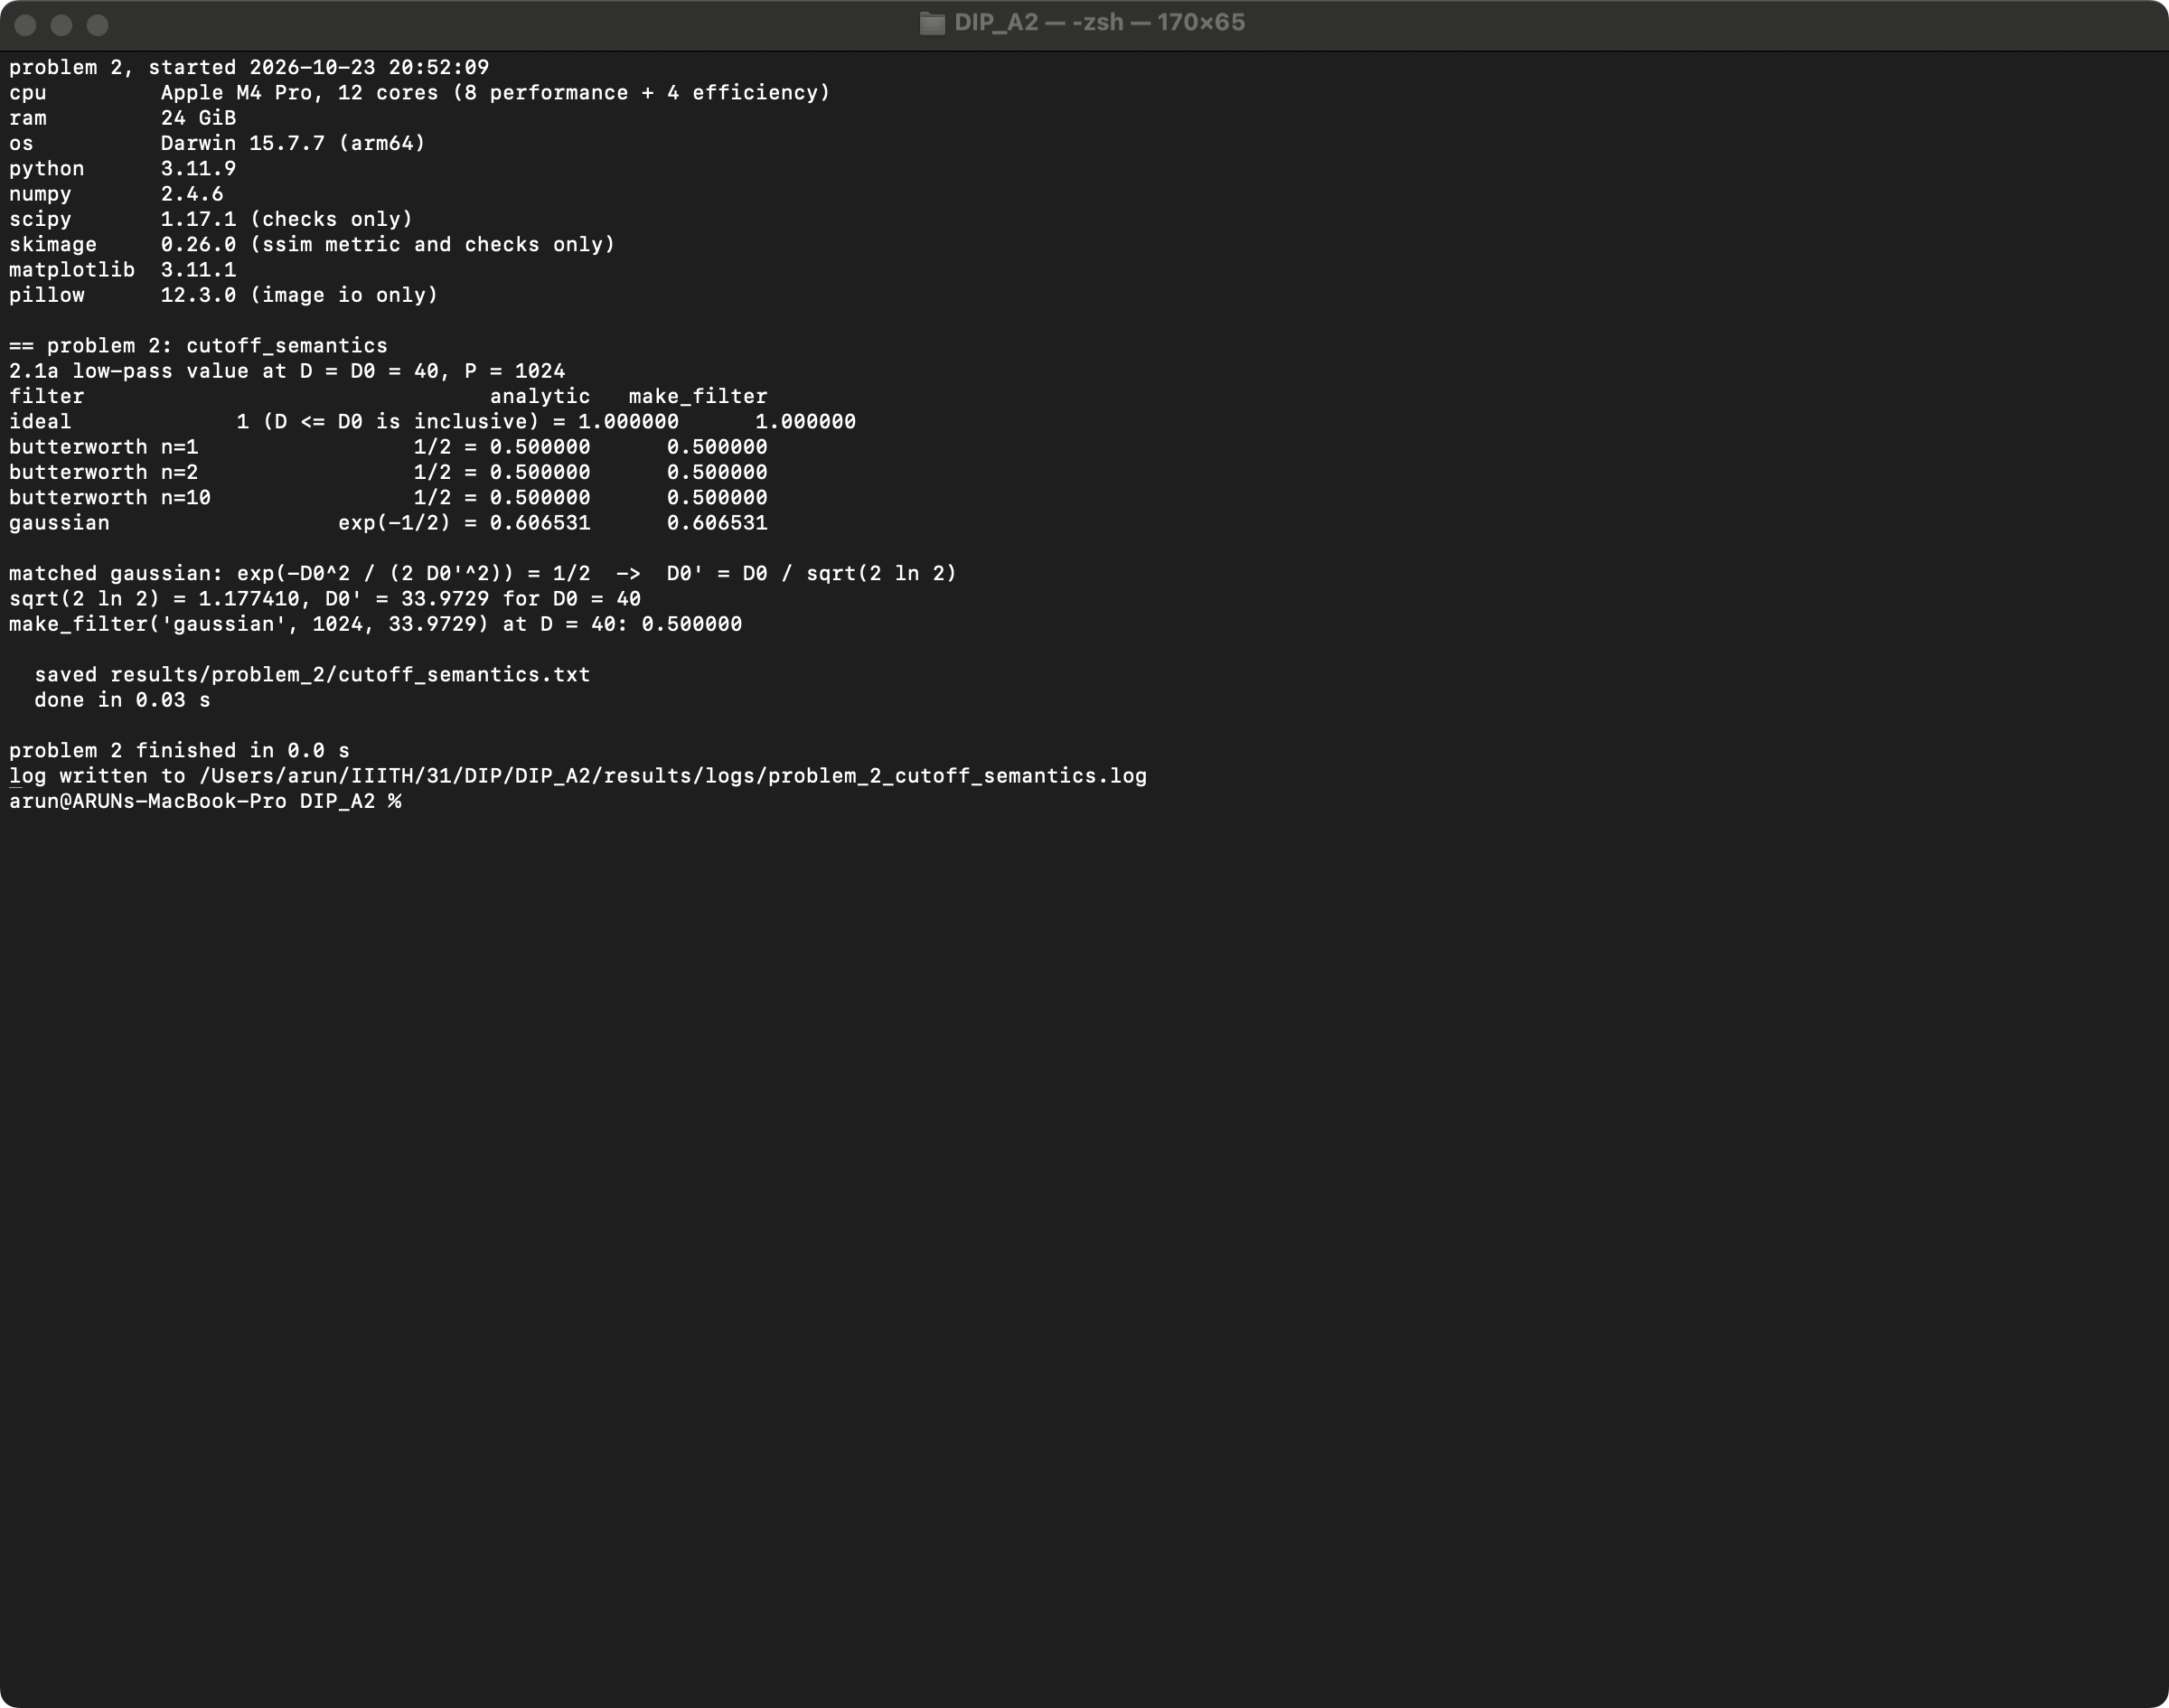 DIP_A2 — -zsh — 170×65
problem 2, started 2026-10-23 20:52:09
cpu         Apple M4 Pro, 12 cores (8 performance + 4 efficiency)
ram         24 GiB
os          Darwin 15.7.7 (arm64)
python      3.11.9
numpy       2.4.6
scipy       1.17.1 (checks only)
skimage     0.26.0 (ssim metric and checks only)
matplotlib  3.11.1
pillow      12.3.0 (image io only)

== problem 2: cutoff_semantics
2.1a low-pass value at D = D0 = 40, P = 1024
filter                                analytic   make_filter
ideal             1 (D <= D0 is inclusive) = 1.000000      1.000000
butterworth n=1                 1/2 = 0.500000      0.500000
butterworth n=2                 1/2 = 0.500000      0.500000
butterworth n=10                1/2 = 0.500000      0.500000
gaussian                  exp(-1/2) = 0.606531      0.606531

matched gaussian: exp(-D0^2 / (2 D0'^2)) = 1/2  ->  D0' = D0 / sqrt(2 ln 2)
sqrt(2 ln 2) = 1.177410, D0' = 33.9729 for D0 = 40
make_filter('gaussian', 1024, 33.9729) at D = 40: 0.500000

  saved results/problem_2/cutoff_semantics.txt
  done in 0.03 s

problem 2 finished in 0.0 s
log written to /Users/arun/IIITH/31/DIP/DIP_A2/results/logs/problem_2_cutoff_semantics.log
arun@ARUNs-MacBook-Pro DIP_A2 %